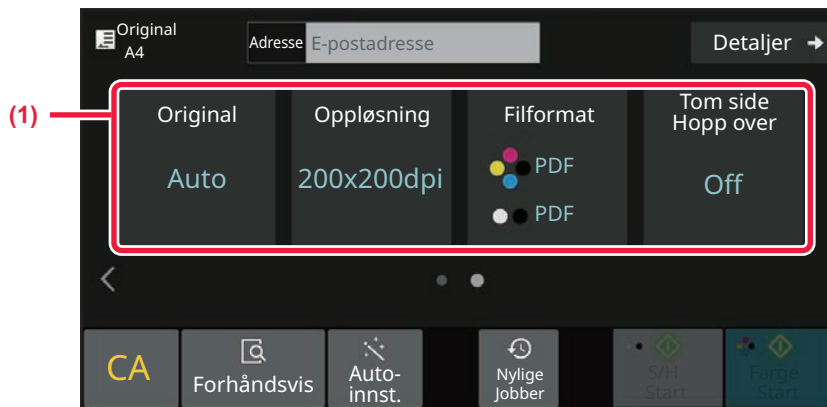 Original
A4
Adresse E-postadresse
Detaljer
(1)
Original
Oppløsning
Filformat
Tom side
Hopp over
Auto
200x200dpi
PDF
PDF
Off
CA
Forhåndsvis
Auto-
innst.
Nylige
Jobber
S/H
Start
Farge
Start